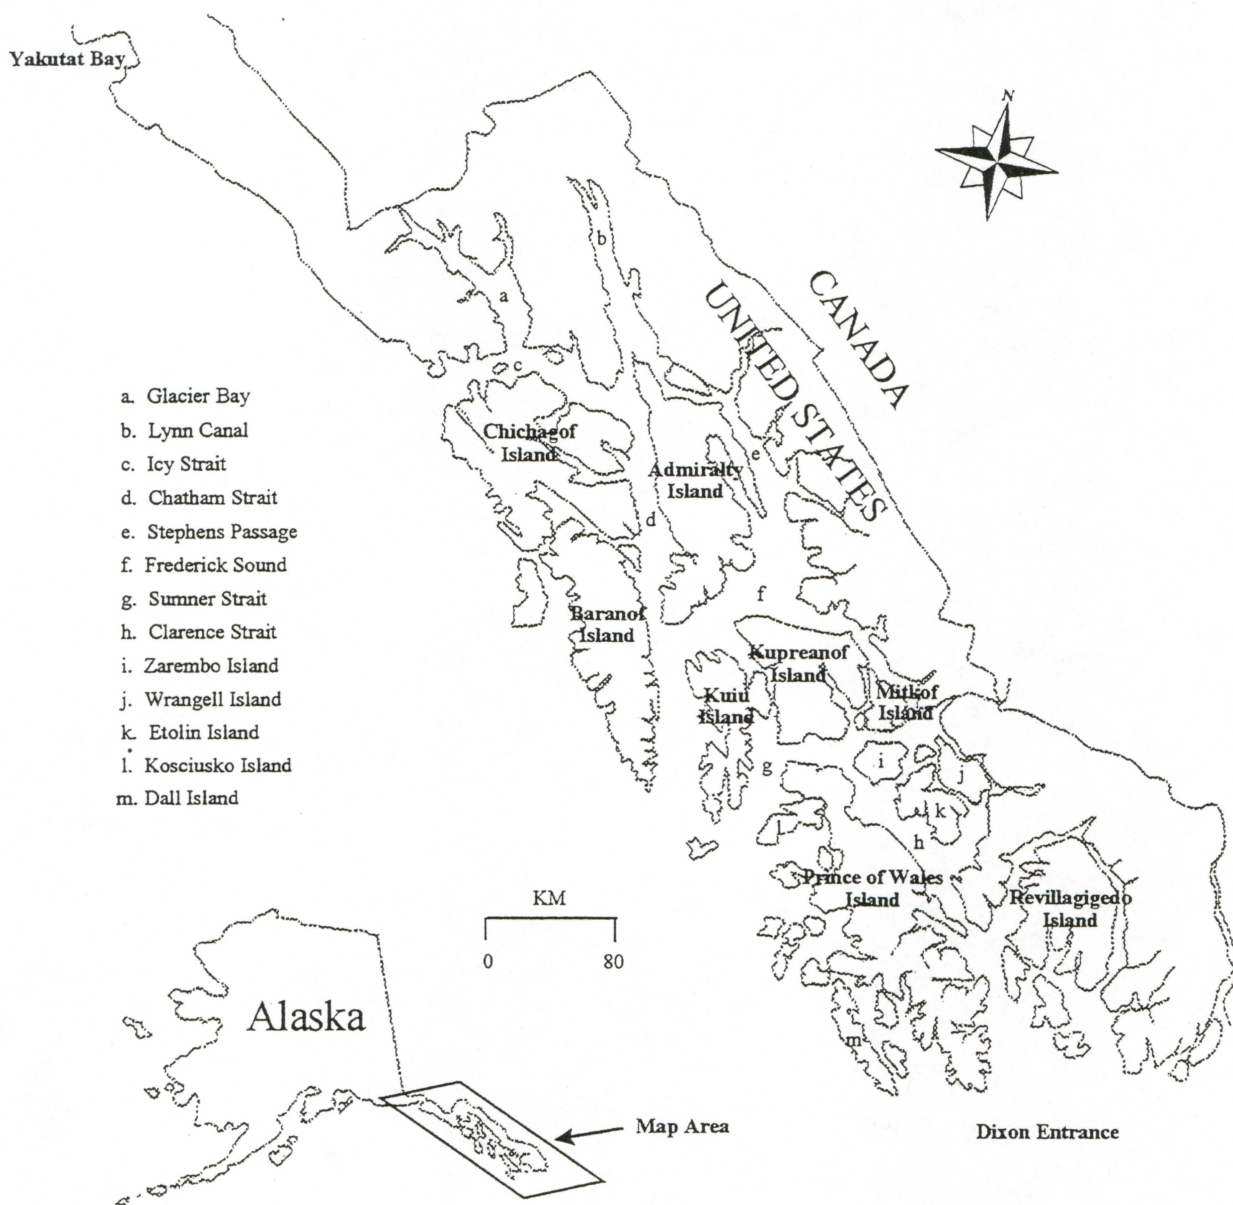 Yakutat Bay
N
CANADA
UNITED STATES
a. Glacier Bay
b. Lynn Canal
c. Icy Strait
d. Chatham Strait
e. Stephens Passage
f. Frederick Sound
g. Sumner Strait
h. Clarence Strait
i. Zarembo Island
j. Wrangell Island
k. Etolin Island
l. Kosciusko Island
m. Dall Island
b
a
c
Chichagof
Island
Admiralty
Island
e
d
f
Baranof
Island
Kupreanof
Island
Kuiu
Island
Mitkof
Island
g
i
j
k
l
h
Prince of Wales
Island
Revillagigedo
Island
m
KM
0 80
Alaska
Map Area
Dixon Entrance